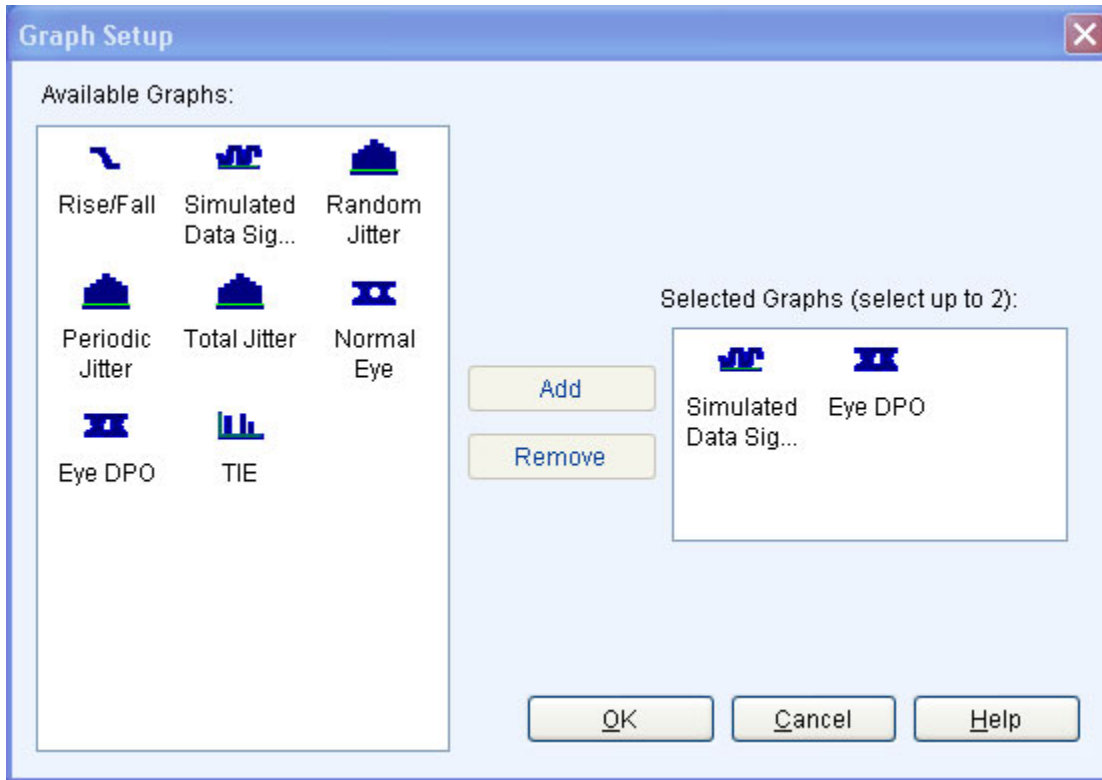 Graph Setup
Available Graphs:
Rise/Fall
Simulated
Data Sig...
Random
Jitter
Periodic
Jitter
Total Jitter
Normal
Eye
Eye DPO
TIE
Add
Remove
Selected Graphs (select up to 2):
Simulated
Data Sig...
Eye DPO
OK
Cancel
Help